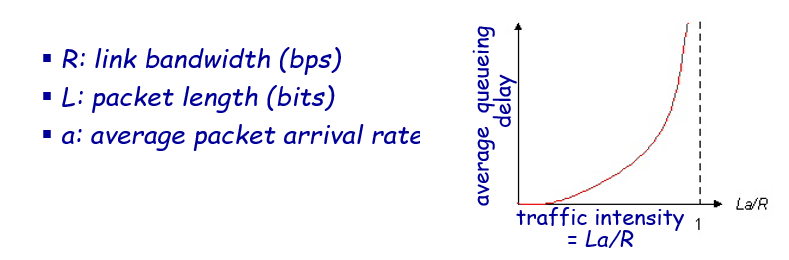 ▪ R: link bandwidth (bps)
▪ L: packet length (bits)
▪ a: average packet arrival rate
average queueing
delay
La/R
traffic intensity
1
= La/R